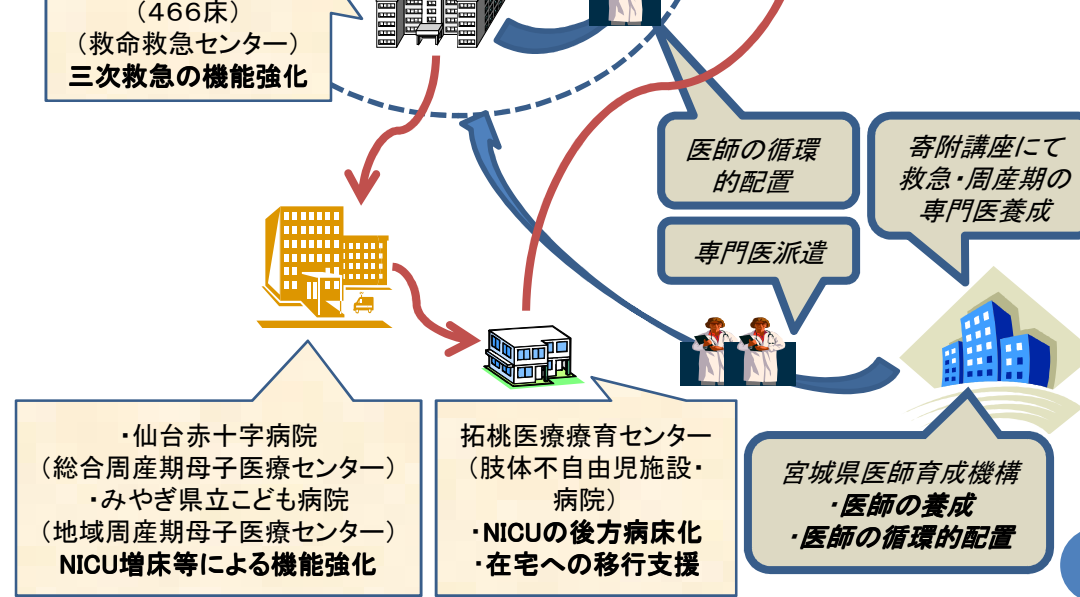 （466床）
（救命救急センター）
三次救急の機能強化
医師の循環
的配置
寄附講座にて
救急・周産期の
専門医養成
専門医派遣
・仙台赤十字病院
（総合周産期母子医療センター）
・みやぎ県立こども病院
（地域周産期母子医療センター）
NICU増床等による機能強化
拓桃医療療育センター
（肢体不自由児施設・
病院）
・NICUの後方病床化
・在宅への移行支援
宮城県医師育成機構
・医師の養成
・医師の循環的配置